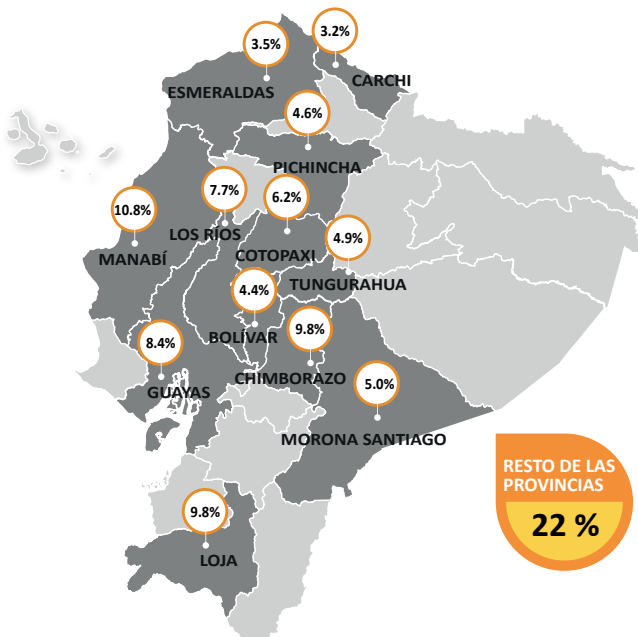 3.2%
3.5%
CARCHI
ESMERALDAS
4.6%
PICHINCHA
7.7%
6.2%
10.8%
LOS RÍOS
4.9%
COTOPAXI
MANABÍ
TUNGURAHUA
4.4%
9.8%
BOLÍVAR
8.4%
CHIMBORAZO
5.0%
GUAYAS
MORONA SANTIAGO
RESTO DE LAS
PROVINCIAS
22 %
9.8%
LOJA